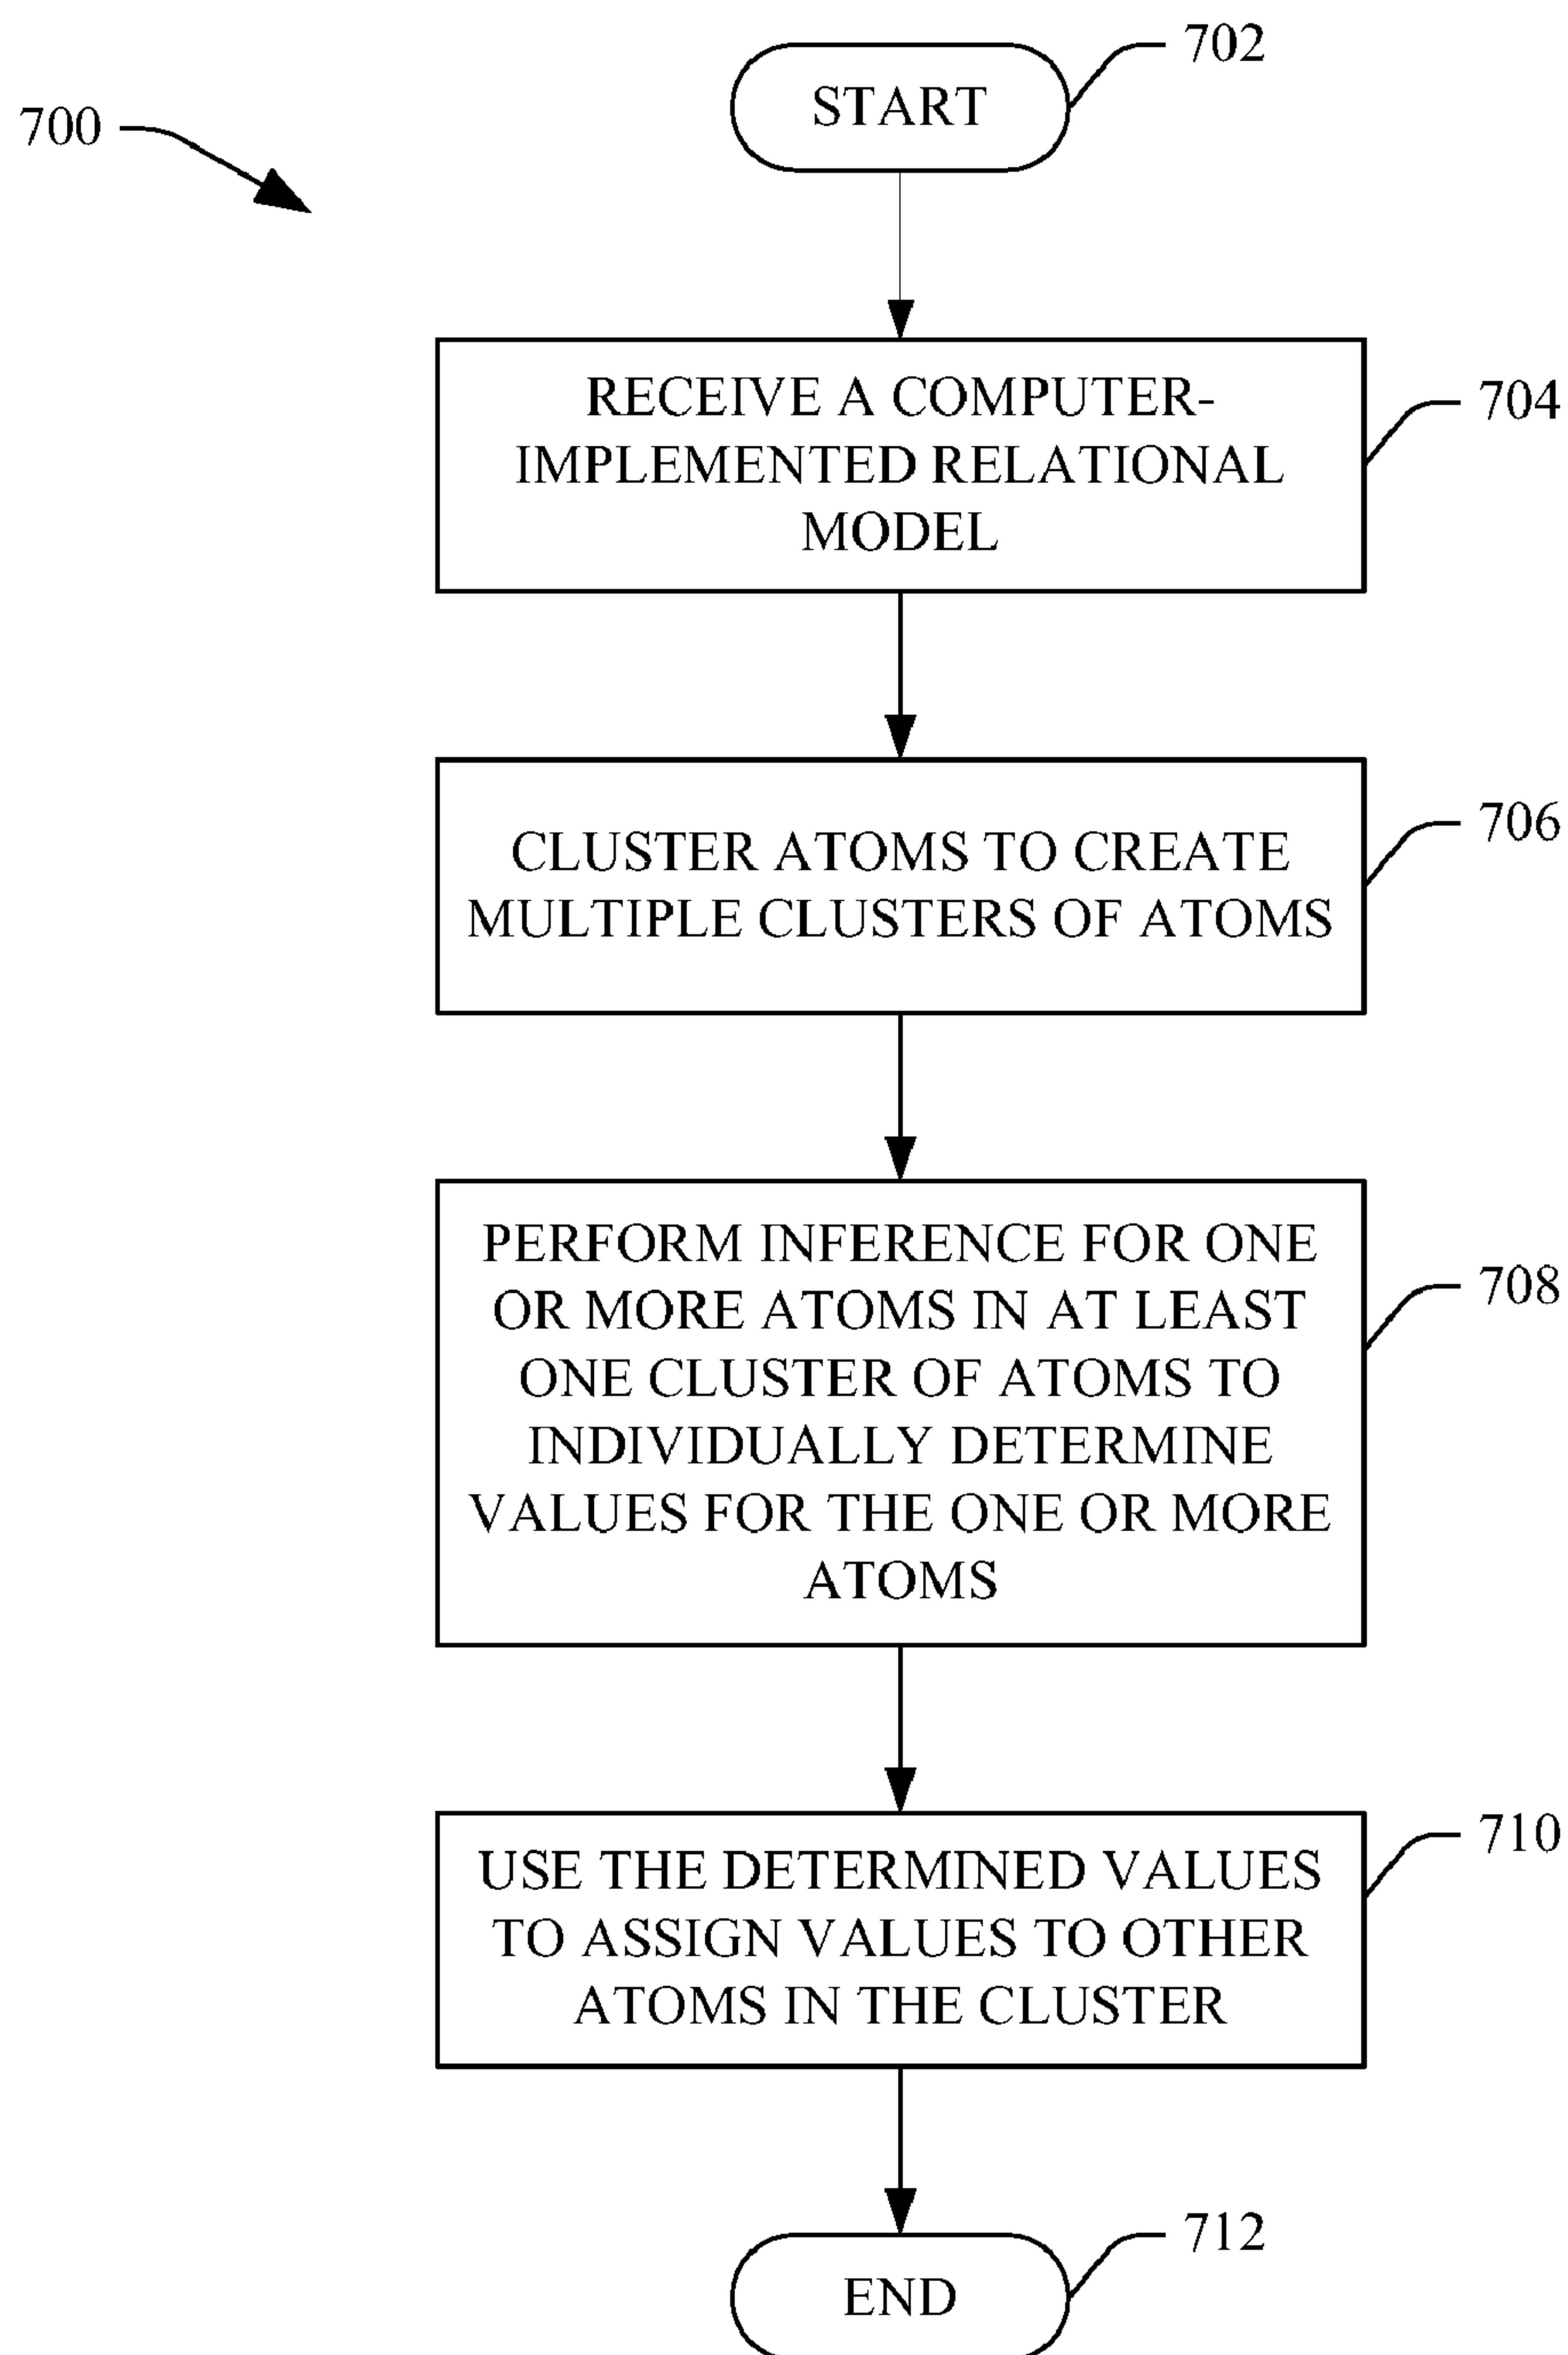 702
START
700
RECEIVE A COMPUTER-
IMPLEMENTED RELATIONAL
MODEL
704
CLUSTER ATOMS TO CREATE
MULTIPLE CLUSTERS OF ATOMS
706
PERFORM INFERENCE FOR ONE
OR MORE ATOMS IN AT LEAST
ONE CLUSTER OF ATOMS TO
INDIVIDUALLY DETERMINE
VALUES FOR THE ONE OR MORE
ATOMS
708
USE THE DETERMINED VALUES
TO ASSIGN VALUES TO OTHER
ATOMS IN THE CLUSTER
710
712
END